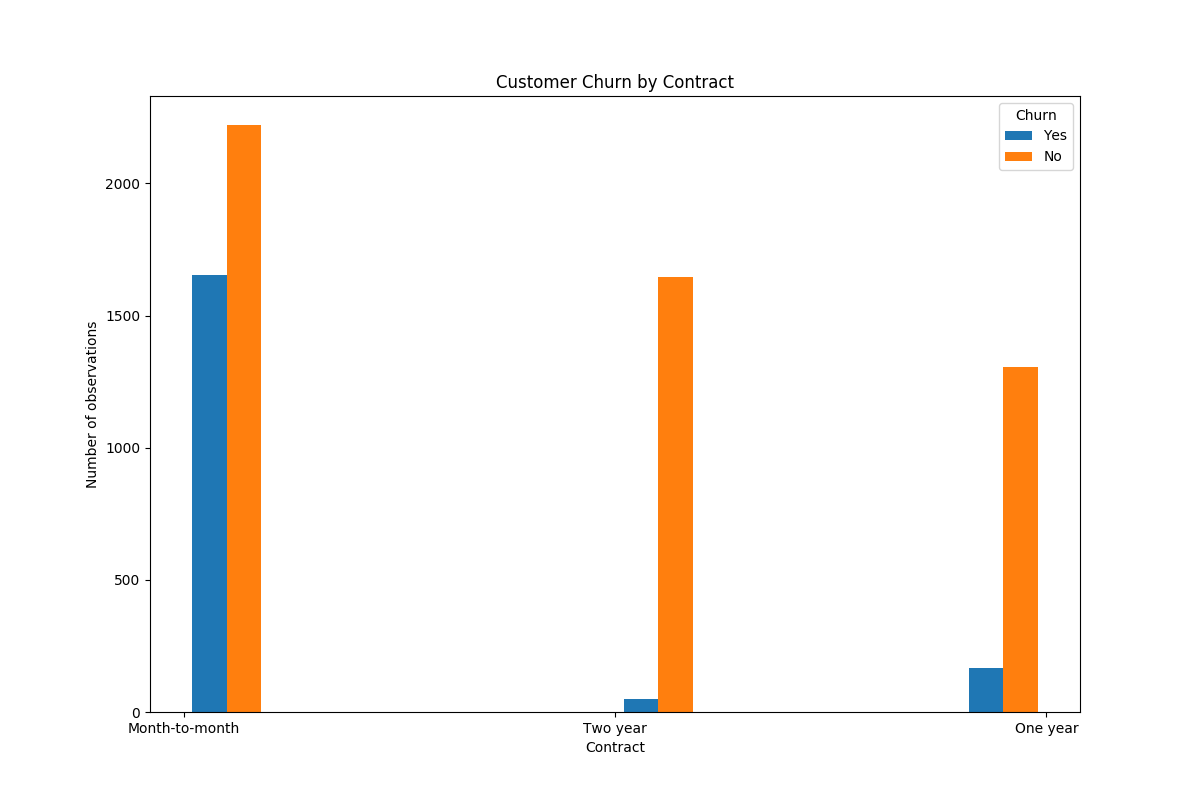 Customer Churn by Contract
Churn
Yes
No
Number of observations
2000
1500
1000
500
0
Month-to-month
Two year
One year
Contract